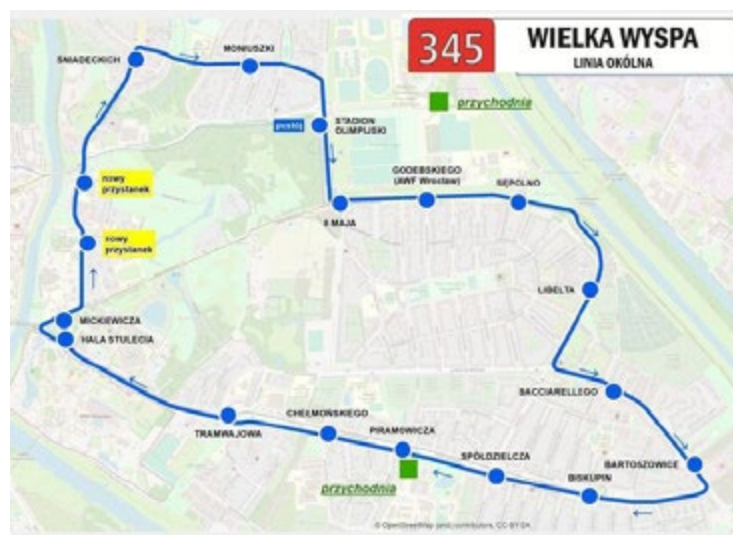 345
WIELKA WYSPA
LINIA OKÓLNA
ŚNIADECKICH
MONIUSZKI
przychodnia
postój
STADION
OLIMPIJSKI
GODEBSKIEGO
(AWF Wrocław)
SĘPOLNO
nowy
przystanek
8 MAJA
nowy
przystanek
LIBELTA
MICKIEWICZA
HALA STULECIA
BACCIARELLEGO
CHEŁMOŃSKIEGO
TRAMWAJOWA
PIRAMOWICZA
SPÓŁDZIELCZA
BARTOSZOWICE
BISKUPIN
przychodnia
© OpenStreetMap (and) contributors, CC-BY-SA